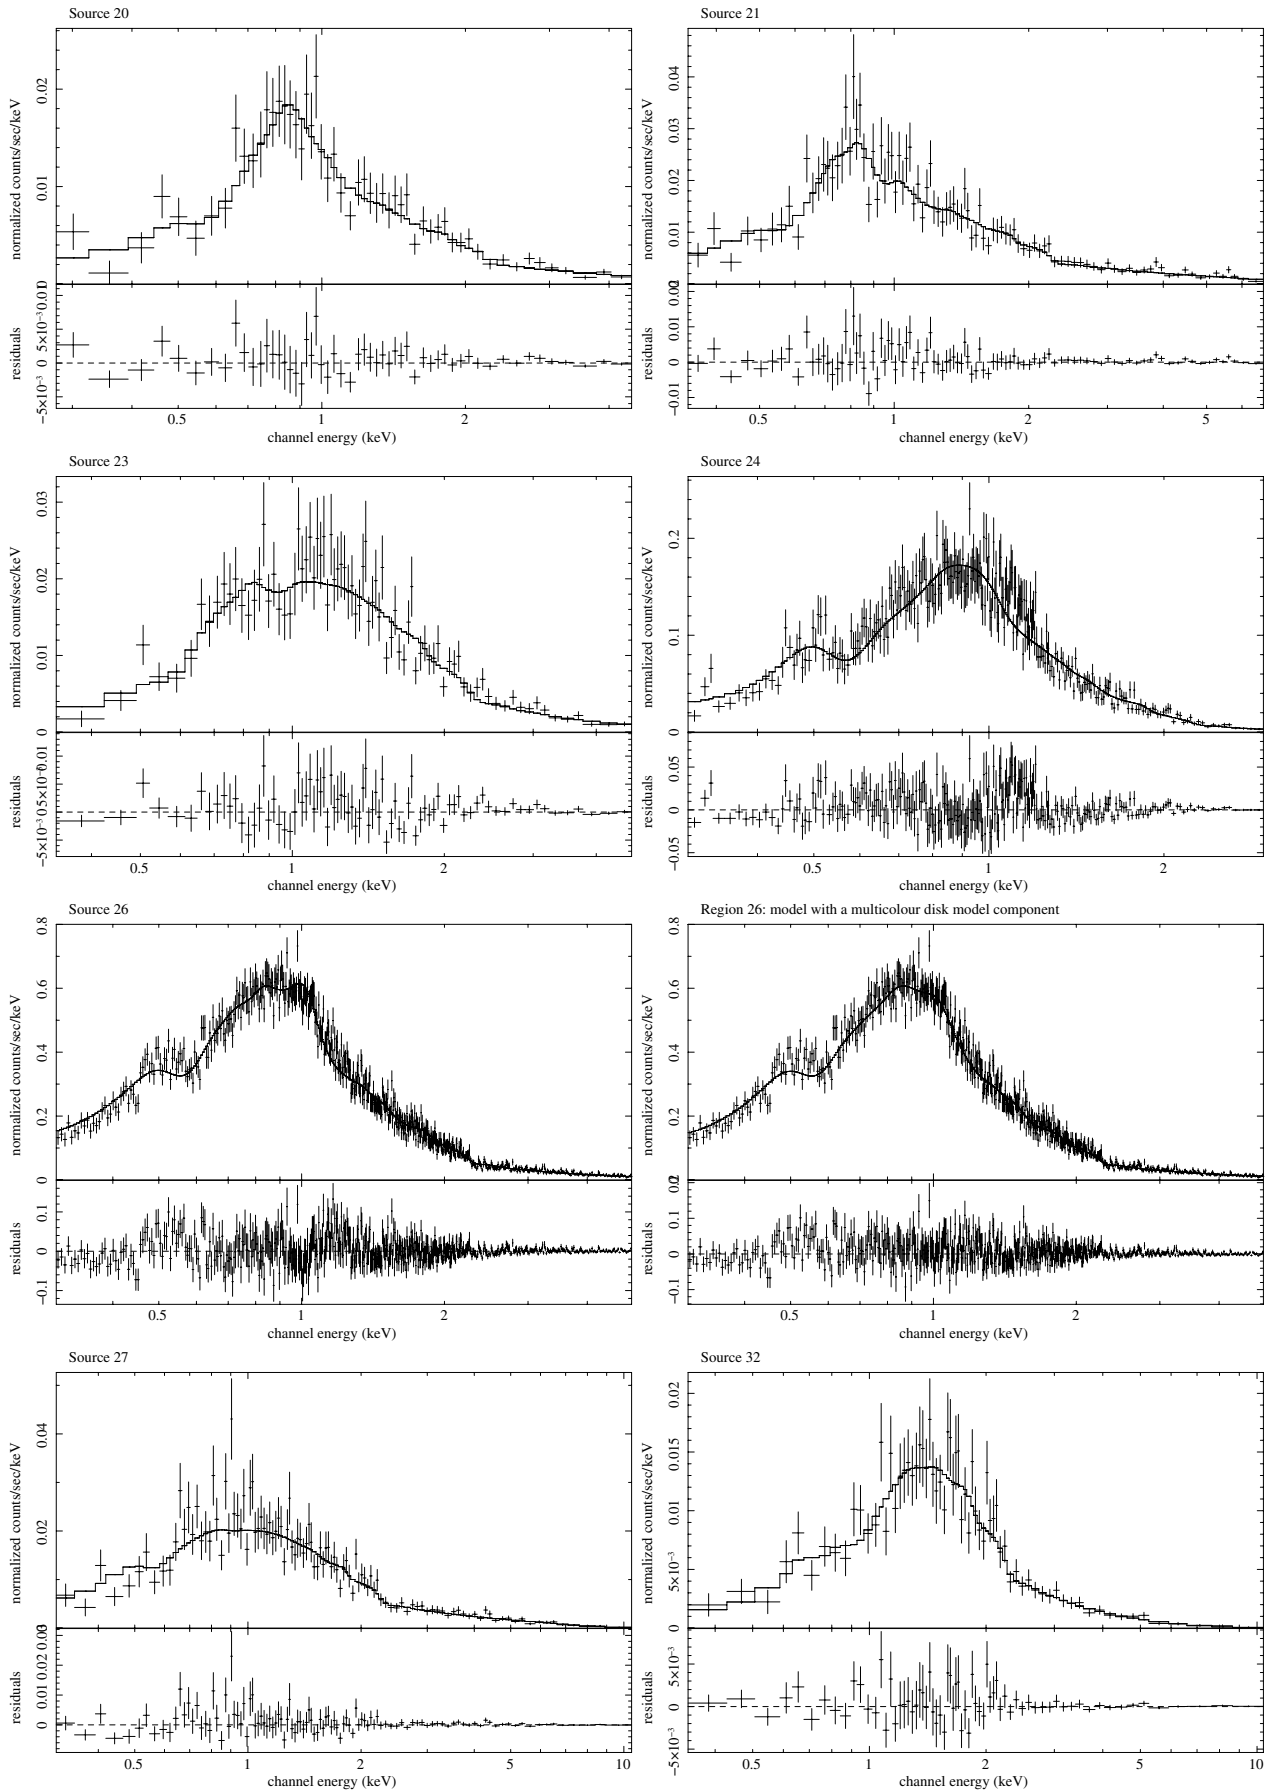 Source 20
normalized counts/sec/keV
0.02
0.01
residuals
0.01
5×10⁻³
0
−5×10⁻³
0.5
1
2
channel energy (keV)
Source 21
normalized counts/sec/keV
0.04
0.03
0.02
0.01
residuals
0.02
0.01
0
−0.01
0.5
1
2
5
channel energy (keV)
Source 23
normalized counts/sec/keV
0.03
0.02
0.01
0
residuals
0.01
5×10⁻³
0
−5×10⁻³
0.5
1
2
channel energy (keV)
Source 24
normalized counts/sec/keV
0.2
0.1
0
residuals
0.05
0
−0.05
0.5
1
2
channel energy (keV)
Source 26
normalized counts/sec/keV
0.8
0.6
0.4
0.2
0
residuals
0.1
0
−0.1
0.5
1
2
channel energy (keV)
Region 26: model with a multicolour disk model component
normalized counts/sec/keV
0.8
0.6
0.4
0.2
0
residuals
0.2
0.1
0
−0.1
0.5
1
2
channel energy (keV)
Source 27
normalized counts/sec/keV
0.04
0.02
residuals
0.03
0.02
0.01
0
0.5
1
2
5
10
channel energy (keV)
Source 32
normalized counts/sec/keV
0.02
0.015
0.01
5×10⁻³
residuals
5×10⁻³
0
−5×10⁻³
0.5
1
2
5
10
channel energy (keV)